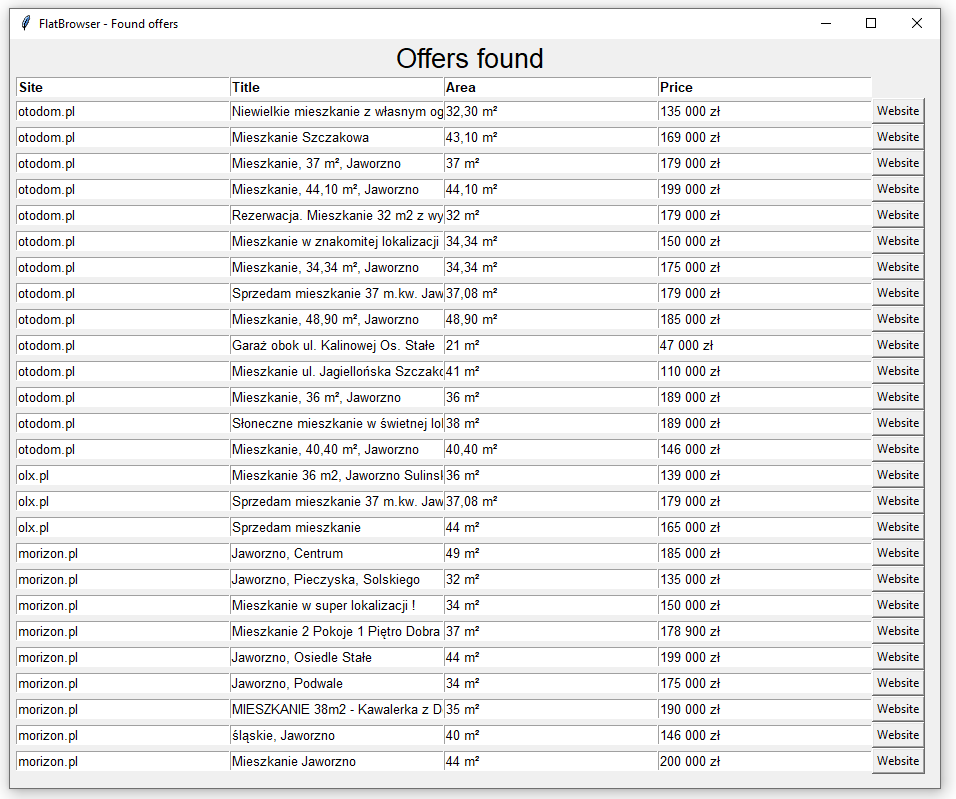 FlatBrowser - Found offers
Offers found
Site Title Area Price
otodom.pl Niewielkie mieszkanie z własnym og 32,30 m² 135 000 zł Website
otodom.pl Mieszkanie Szczakowa 43,10 m² 169 000 zł Website
otodom.pl Mieszkanie, 37 m², Jaworzno 37 m² 179 000 zł Website
otodom.pl Mieszkanie, 44,10 m², Jaworzno 44,10 m² 199 000 zł Website
otodom.pl Rezerwacja. Mieszkanie 32 m2 z wy 32 m² 179 000 zł Website
otodom.pl Mieszkanie w znakomitej lokalizacji 34,34 m² 150 000 zł Website
otodom.pl Mieszkanie, 34,34 m², Jaworzno 34,34 m² 175 000 zł Website
otodom.pl Sprzedam mieszkanie 37 m.kw. Jaw 37,08 m² 179 000 zł Website
otodom.pl Mieszkanie, 48,90 m², Jaworzno 48,90 m² 185 000 zł Website
otodom.pl Garaż obok ul. Kalinowej Os. Stałe 21 m² 47 000 zł Website
otodom.pl Mieszkanie ul. Jagiellońska Szczako 41 m² 110 000 zł Website
otodom.pl Mieszkanie, 36 m², Jaworzno 36 m² 189 000 zł Website
otodom.pl Słoneczne mieszkanie w świetnej lol 38 m² 189 000 zł Website
otodom.pl Mieszkanie, 40,40 m², Jaworzno 40,40 m² 146 000 zł Website
olx.pl Mieszkanie 36 m2, Jaworzno Sulinsk 36 m² 139 000 zł Website
olx.pl Sprzedam mieszkanie 37 m.kw. Jaw 37,08 m² 179 000 zł Website
olx.pl Sprzedam mieszkanie 44 m² 165 000 zł Website
morizon.pl Jaworzno, Centrum 49 m² 185 000 zł Website
morizon.pl Jaworzno, Pieczyska, Solskiego 32 m² 135 000 zł Website
morizon.pl Mieszkanie w super lokalizacji ! 34 m² 150 000 zł Website
morizon.pl Mieszkanie 2 Pokoje 1 Piętro Dobra 37 m² 178 900 zł Website
morizon.pl Jaworzno, Osiedle Stałe 44 m² 199 000 zł Website
morizon.pl Jaworzno, Podwale 34 m² 175 000 zł Website
morizon.pl MIESZKANIE 38m2 - Kawalerka z D 35 m² 190 000 zł Website
morizon.pl śląskie, Jaworzno 40 m² 146 000 zł Website
morizon.pl Mieszkanie Jaworzno 44 m² 200 000 zł Website